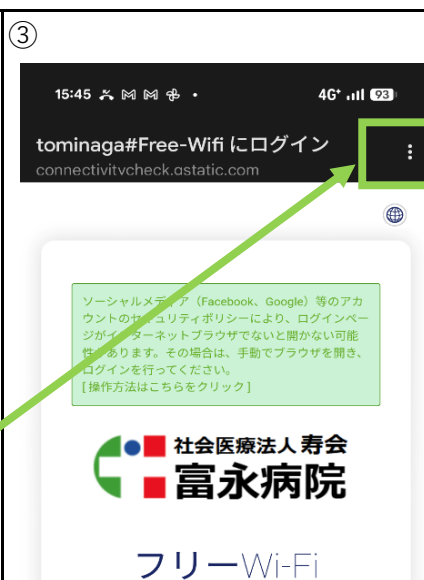 ③
15:45
4G+ 93
tominaga#Free-Wifi にログイン
connectivitycheck.gstatic.com
ソーシャルメディア（Facebook、Google）等のアカ
ウントのセキュリティポリシーにより、ログインペー
ジがインターネットブラウザでないと開かない可能
性があります。その場合は、手動でブラウザを開き、
ログインを行ってください。
[操作方法はこちらをクリック]
社会医療法人 寿会
富永病院
フリーWi-Fi